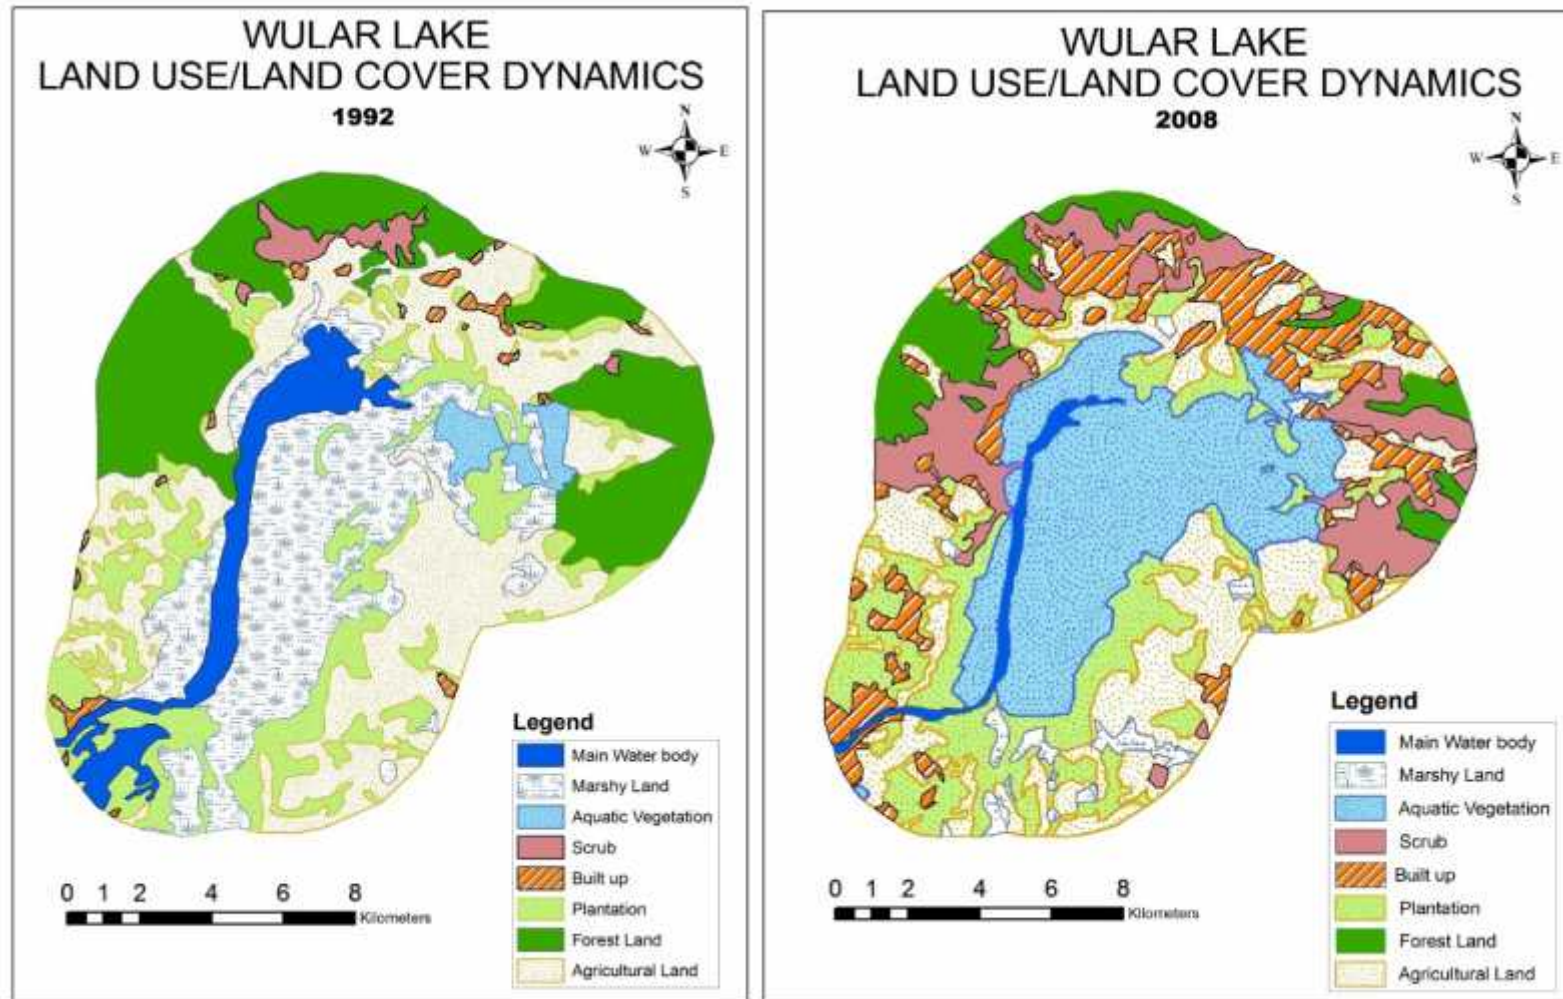 WULAR LAKE
LAND USE/LAND COVER DYNAMICS
1992
N
W
E
S
Legend
Main Water body
Marshy Land
Aquatic Vegetation
Scrub
Built up
Plantation
Forest Land
Agricultural Land
0 1 2 4 6 8
Kilometers
WULAR LAKE
LAND USE/LAND COVER DYNAMICS
2008
N
W
E
S
Legend
Main Water body
Marshy Land
Aquatic Vegetation
Scrub
Built up
Plantation
Forest Land
Agricultural Land
0 1 2 4 6 8
Kilometers